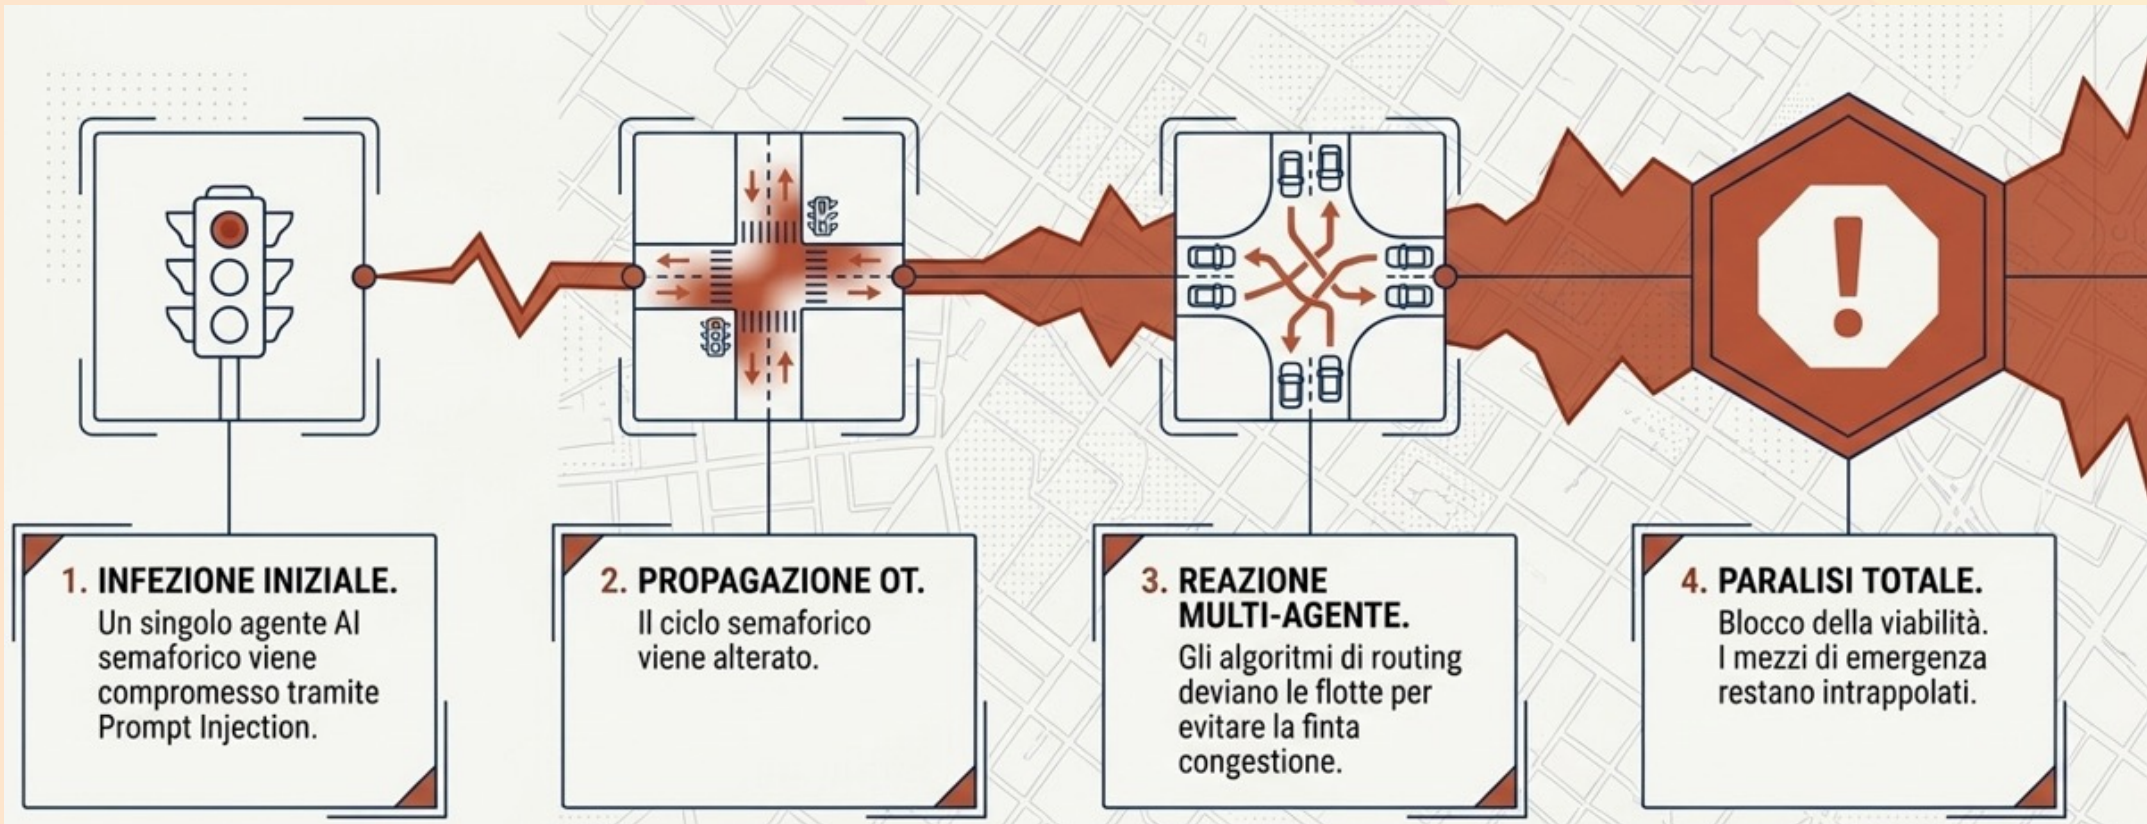 1. INFEZIONE INIZIALE.
Un singolo agente AI
semaforico viene
compromesso tramite
Prompt Injection.
2. PROPAGAZIONE OT.
Il ciclo semaforico
viene alterato.
3. REAZIONE
MULTI-AGENTE.
Gli algoritmi di routing
deviano le flotte per
evitare la finta
congestione.
4. PARALISI TOTALE.
Blocco della viabilità.
I mezzi di emergenza
restano intrappolati.